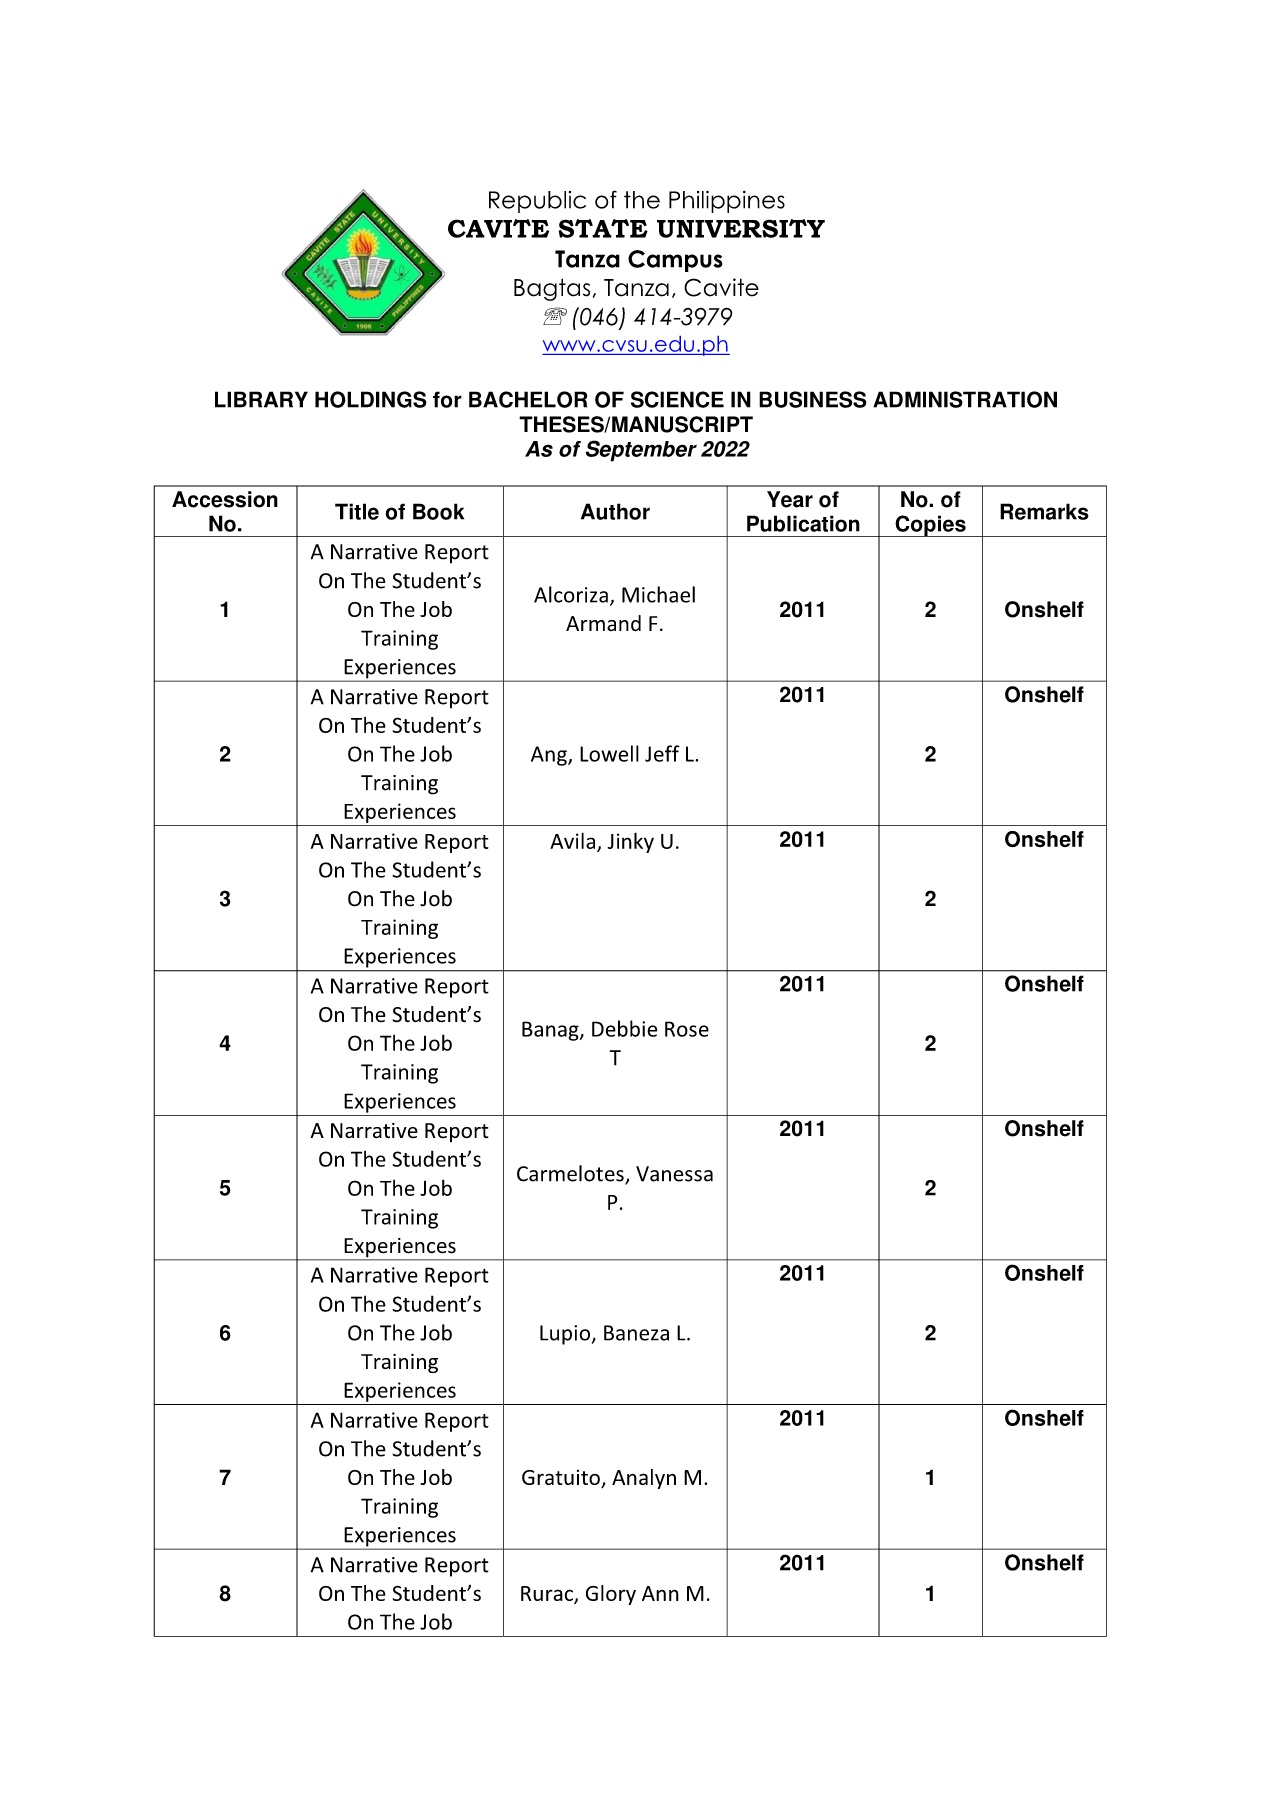 Republic of the Philippines
CAVITE STATE UNIVERSITY
Tanza Campus
Bagtas, Tanza, Cavite
☏ (046) 414-3979
www.cvsu.edu.ph
CAVITE STATE UNIVERSITY
CAVITE PHILIPPINES
1906
LIBRARY HOLDINGS for BACHELOR OF SCIENCE IN BUSINESS ADMINISTRATION
THESES/MANUSCRIPT
As of September 2022
Accession No. Title of Book Author Year of Publication No. of Copies Remarks
1
A Narrative Report
On The Student’s
On The Job
Training
Experiences
Alcoriza, Michael
Armand F.
2011
2
Onshelf
2
A Narrative Report
On The Student’s
On The Job
Training
Experiences
Ang, Lowell Jeff L.
2011
2
Onshelf
3
A Narrative Report
On The Student’s
On The Job
Training
Experiences
Avila, Jinky U.
2011
2
Onshelf
4
A Narrative Report
On The Student’s
On The Job
Training
Experiences
Banag, Debbie Rose
T
2011
2
Onshelf
5
A Narrative Report
On The Student’s
On The Job
Training
Experiences
Carmelotes, Vanessa
P.
2011
2
Onshelf
6
A Narrative Report
On The Student’s
On The Job
Training
Experiences
Lupio, Baneza L.
2011
2
Onshelf
7
A Narrative Report
On The Student’s
On The Job
Training
Experiences
Gratuito, Analyn M.
2011
1
Onshelf
8
A Narrative Report
On The Student’s
On The Job
Rurac, Glory Ann M.
2011
1
Onshelf